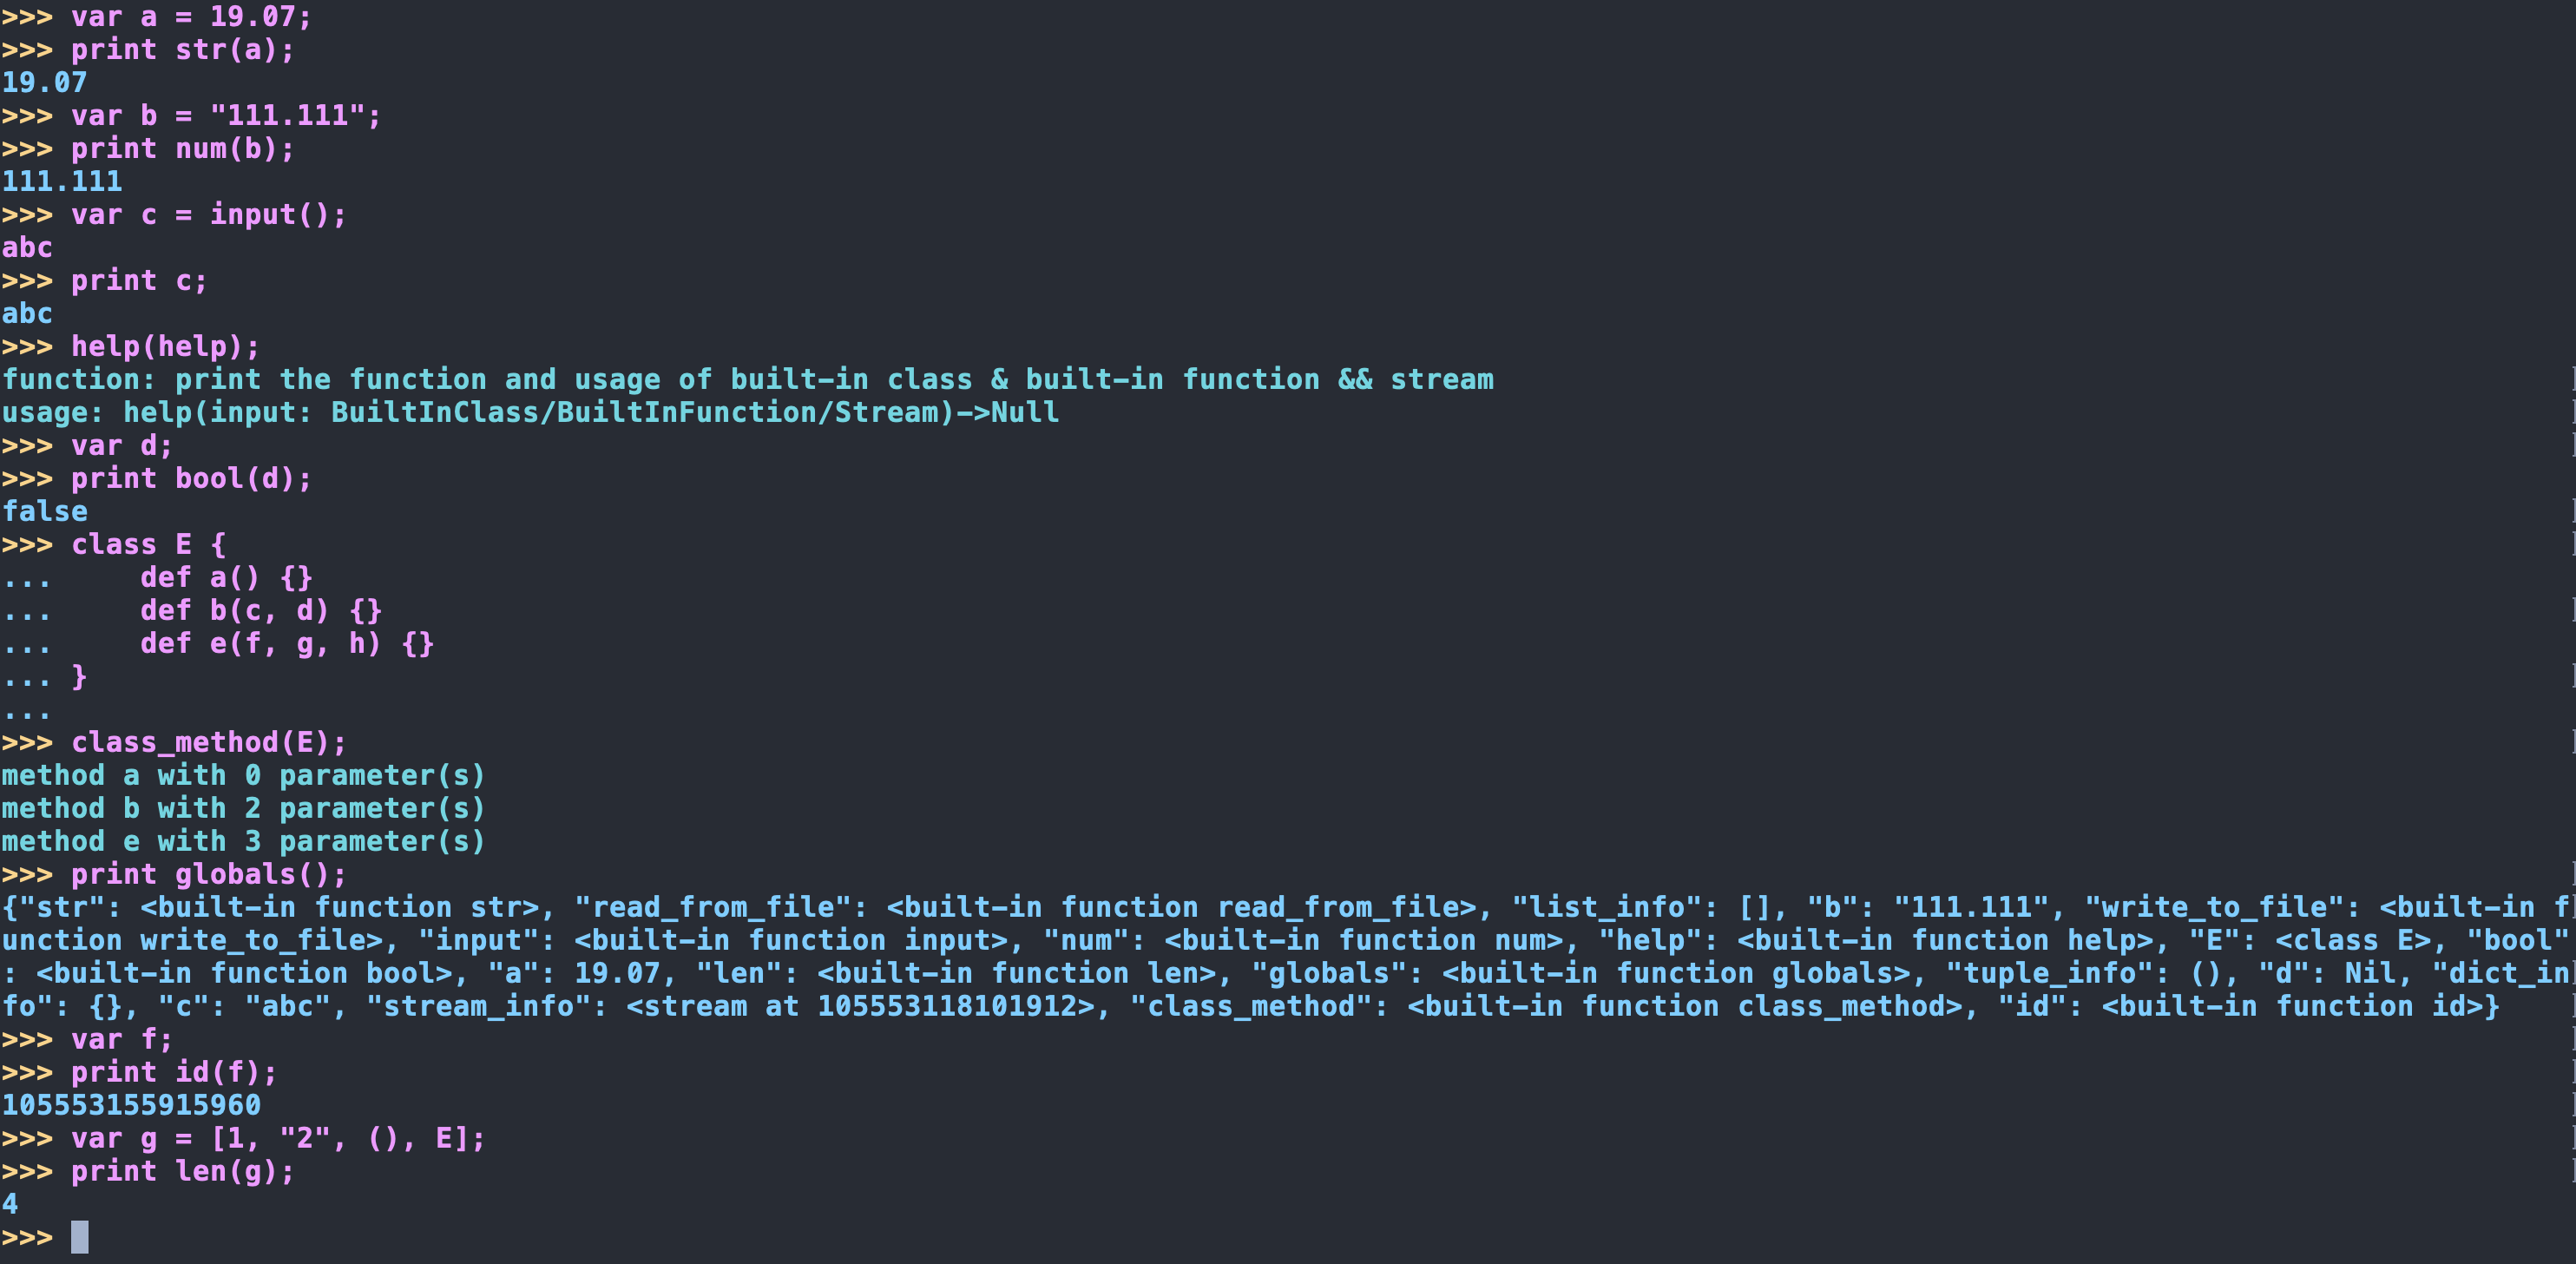 >>> var a = 19.07;
>>> print str(a);
19.07
>>> var b = "111.111";
>>> print num(b);
111.111
>>> var c = input();
abc
>>> print c;
abc
>>> help(help);
function: print the function and usage of built-in class & built-in function && stream
usage: help(input: BuiltInClass/BuiltInFunction/Stream)->Null
>>> var d;
>>> print bool(d);
false
>>> class E {
...     def a() {}
...     def b(c, d) {}
...     def e(f, g, h) {}
... }
...
>>> class_method(E);
method a with 0 parameter(s)
method b with 2 parameter(s)
method e with 3 parameter(s)
>>> print globals();
{"str": <built-in function str>, "read_from_file": <built-in function read_from_file>, "list_info": [], "b": "111.111", "write_to_file": <built-in f
unction write_to_file>, "input": <built-in function input>, "num": <built-in function num>, "help": <built-in function help>, "E": <class E>, "bool"
: <built-in function bool>, "a": 19.07, "len": <built-in function len>, "globals": <built-in function globals>, "tuple_info": (), "d": Nil, "dict_in
fo": {}, "c": "abc", "stream_info": <stream at 105553118101912>, "class_method": <built-in function class_method>, "id": <built-in function id>}
>>> var f;
>>> print id(f);
105553155915960
>>> var g = [1, "2", (), E];
>>> print len(g);
4
>>>